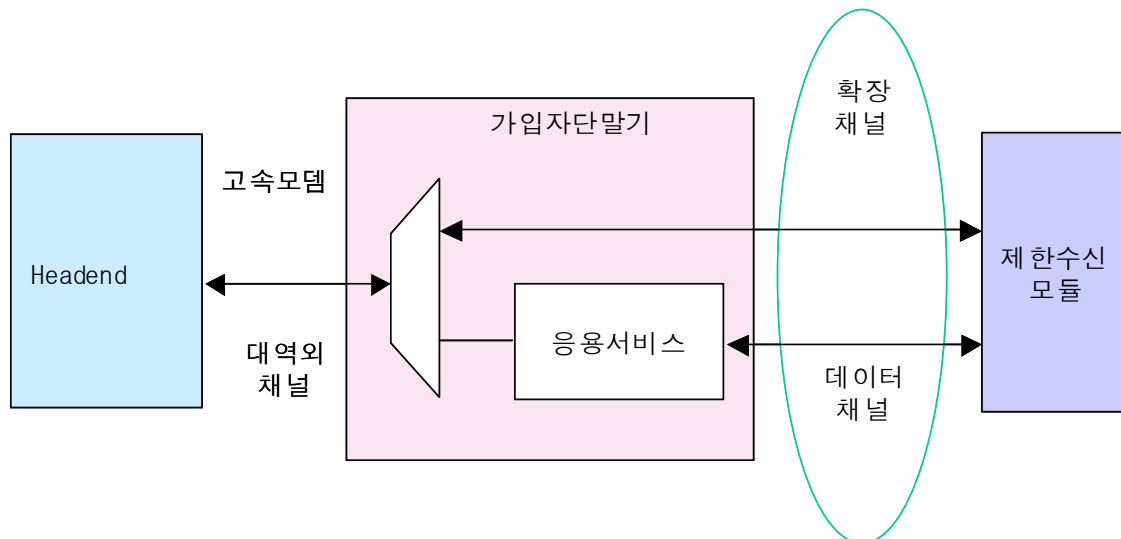 가입자단말기
확장
채널
고속모뎀
Headend
제한수신
모듈
응용서비스
대역외
채널
데이터
채널